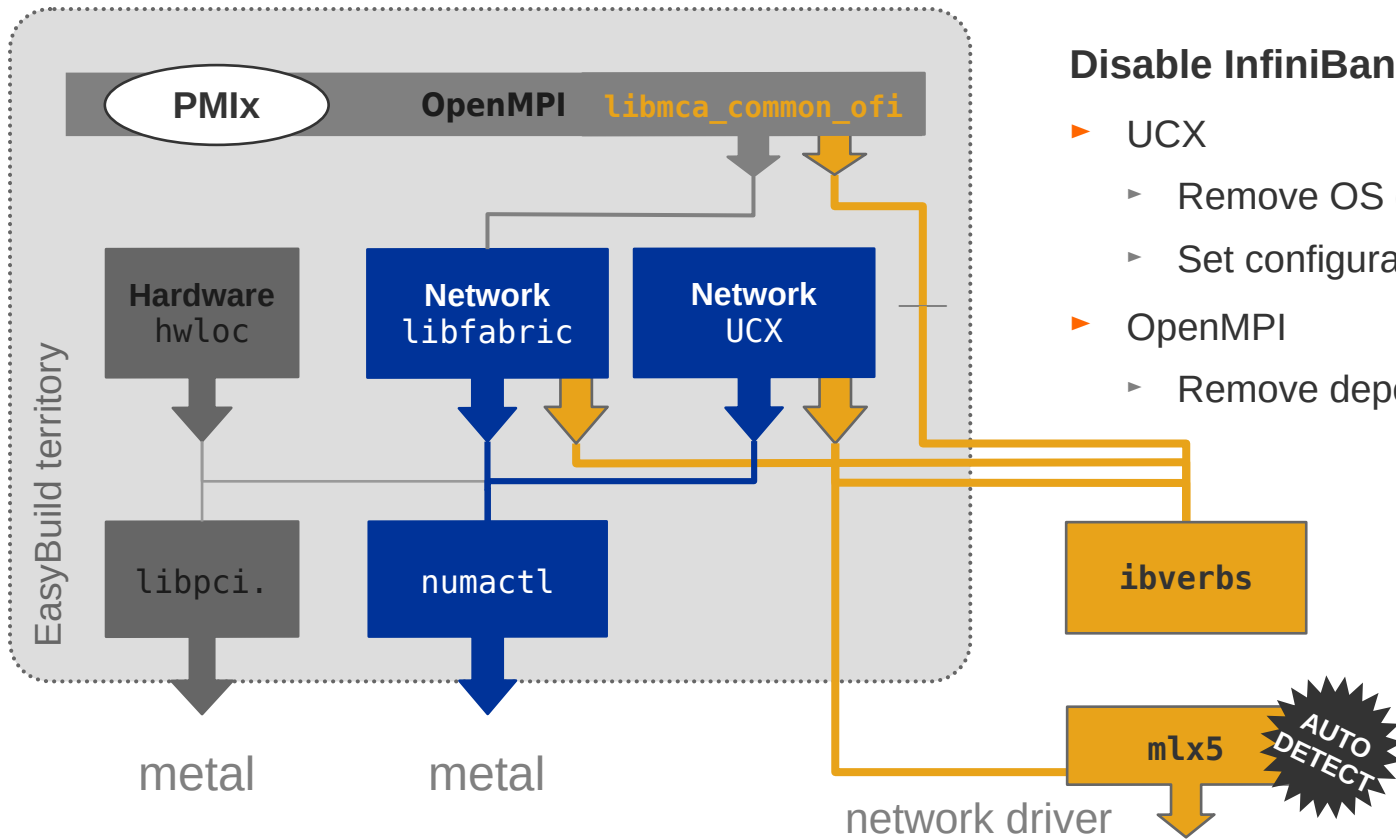 PMIx
OpenMPI
libmca_common_ofi
Hardware
hwloc
Network
libfabric
Network
UCX
EasyBuild territory
libpci.
numactl
metal
metal
Disable InfiniBan
UCX
Remove OS
Set configura
OpenMPI
Remove depe
ibverbs
mlx5
AUTO
DETECT
network driver